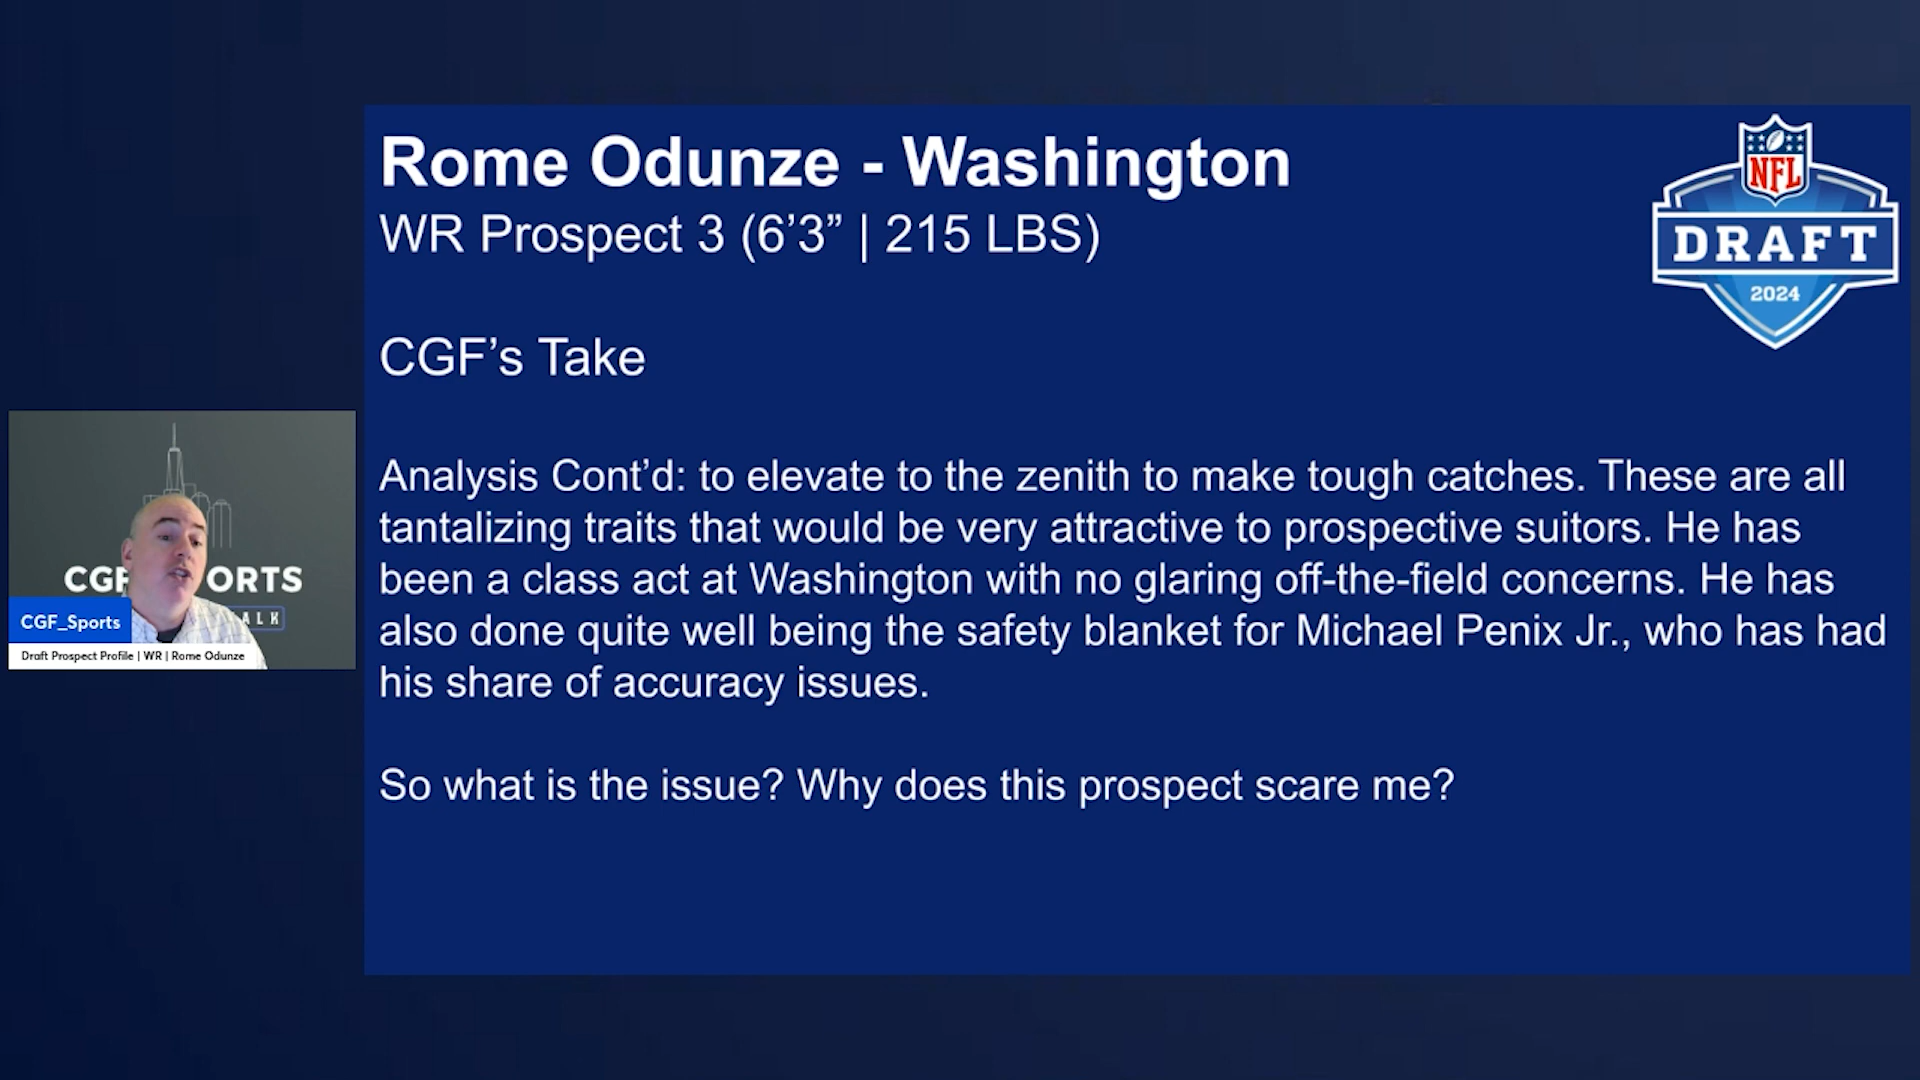 Rome Odunze - Washington
WR Prospect 3 (6’3” | 215 LBS)
NFL
DRAFT
2024
CGF’s Take
Analysis Cont’d: to elevate to the zenith to make tough catches. These are all
tantalizing traits that would be very attractive to prospective suitors. He has
been a class act at Washington with no glaring off-the-field concerns. He has
also done quite well being the safety blanket for Michael Penix Jr., who has had
his share of accuracy issues.
So what is the issue? Why does this prospect scare me?
CGF ORTS
ALK
CGF_Sports
Draft Prospect Profile | WR | Rome Odunze